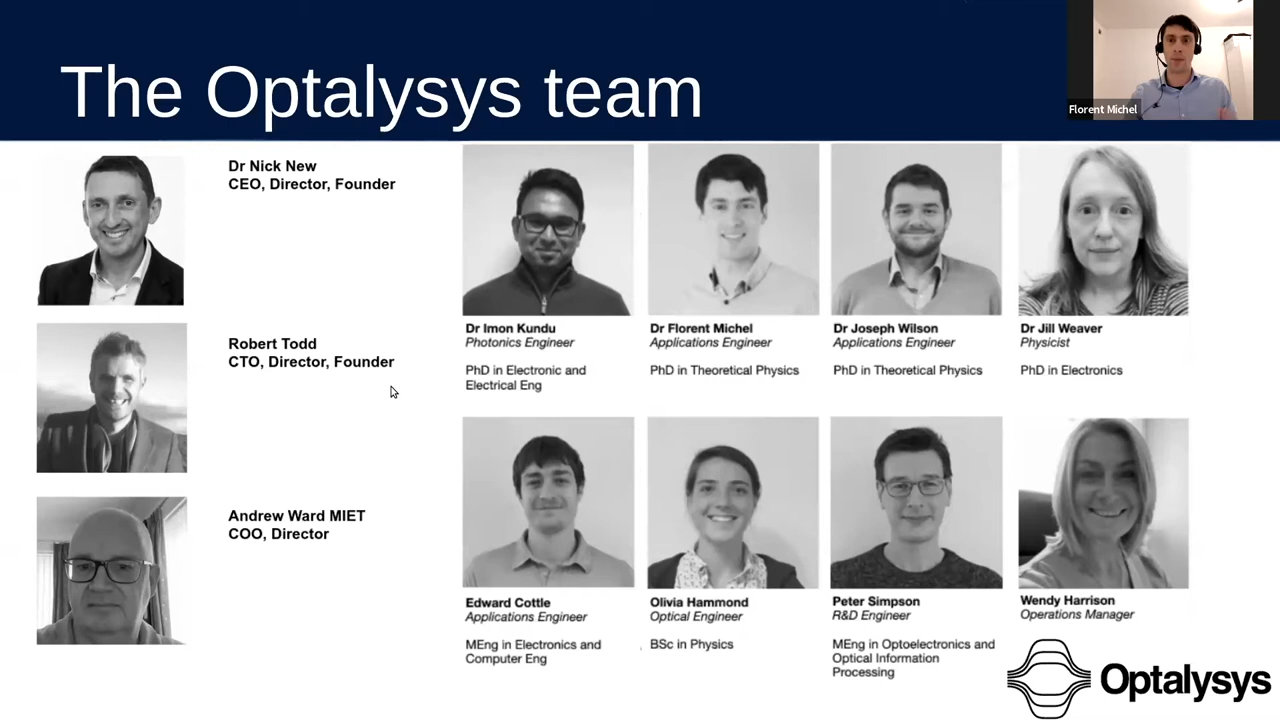 The Optalysys team
Florent Michel
Dr Nick New
CEO, Director, Founder
Robert Todd
CTO, Director, Founder
Andrew Ward MIET
COO, Director
Dr Imon Kundu
Photonics Engineer
PhD in Electronic and
Electrical Eng
Dr Florent Michel
Applications Engineer
PhD in Theoretical Physics
Dr Joseph Wilson
Applications Engineer
PhD in Theoretical Physics
Dr Jill Weaver
Physicist
PhD in Electronics
Edward Cottle
Applications Engineer
MEng in Electronics and
Computer Eng
Olivia Hammond
Optical Engineer
BSc in Physics
Peter Simpson
R&D Engineer
MEng in Optoelectronics and
Optical Information
Processing
Wendy Harrison
Operations Manager
Optalysys